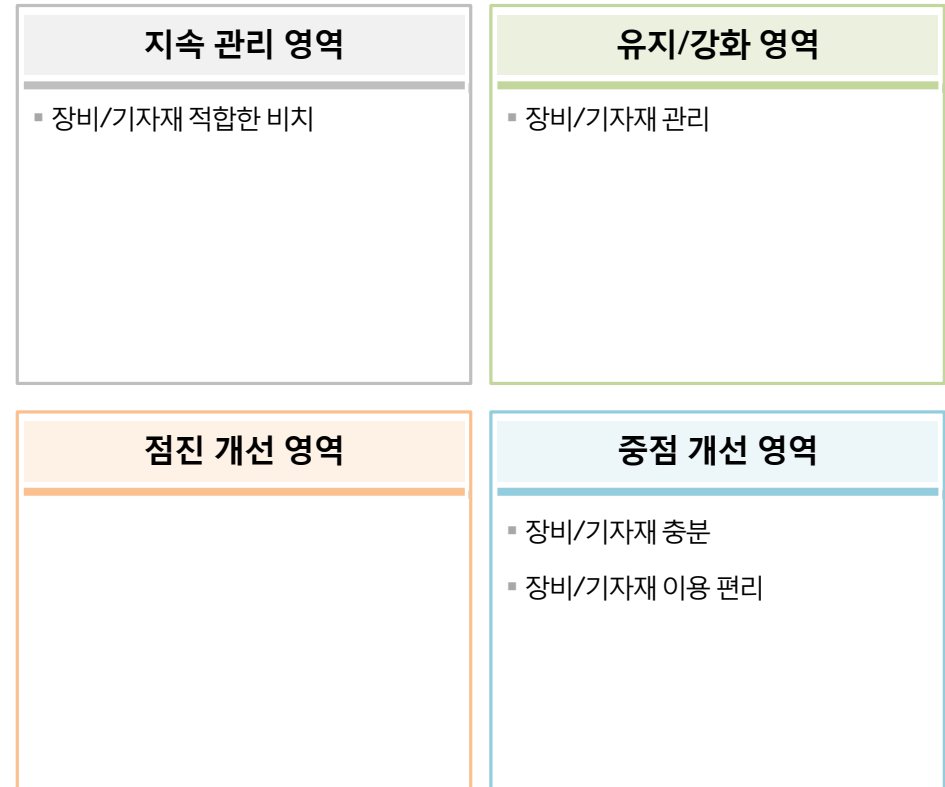 지속 관리 영역
▪ 장비/기자재 적합한 비치
유지/강화 영역
▪ 장비/기자재 관리
점진 개선 영역
중점 개선 영역
▪ 장비/기자재 충분
▪ 장비/기자재 이용 편리